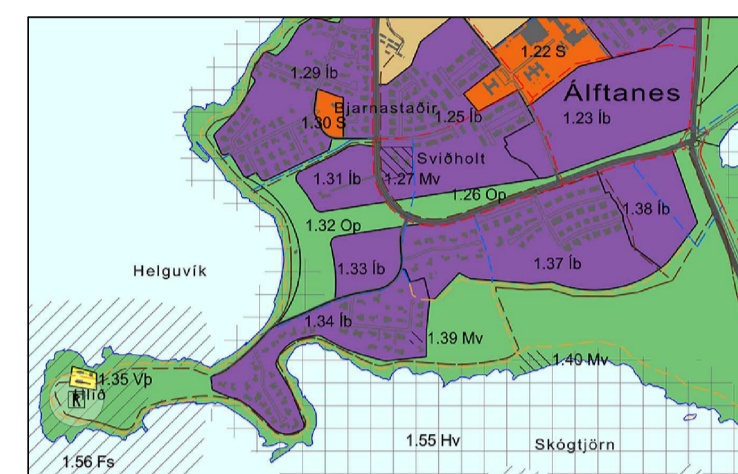 1.22 S
1.29 Íb
Álftanes
Bjarnastaðir
1.30 S
1.25 Íb
1.23 Íb
Sviðholt
1.31 Íb
1.27 Mv
1.26 Op
1.38 Íb
1.32 Op
Helguvík
1.33 Íb
1.37 Íb
1.34 Íb
1.39 Mv
1.40 Mv
1.35 Vþ
Hlið
1.55 Hv
Skógtjörn
1.56 Fs